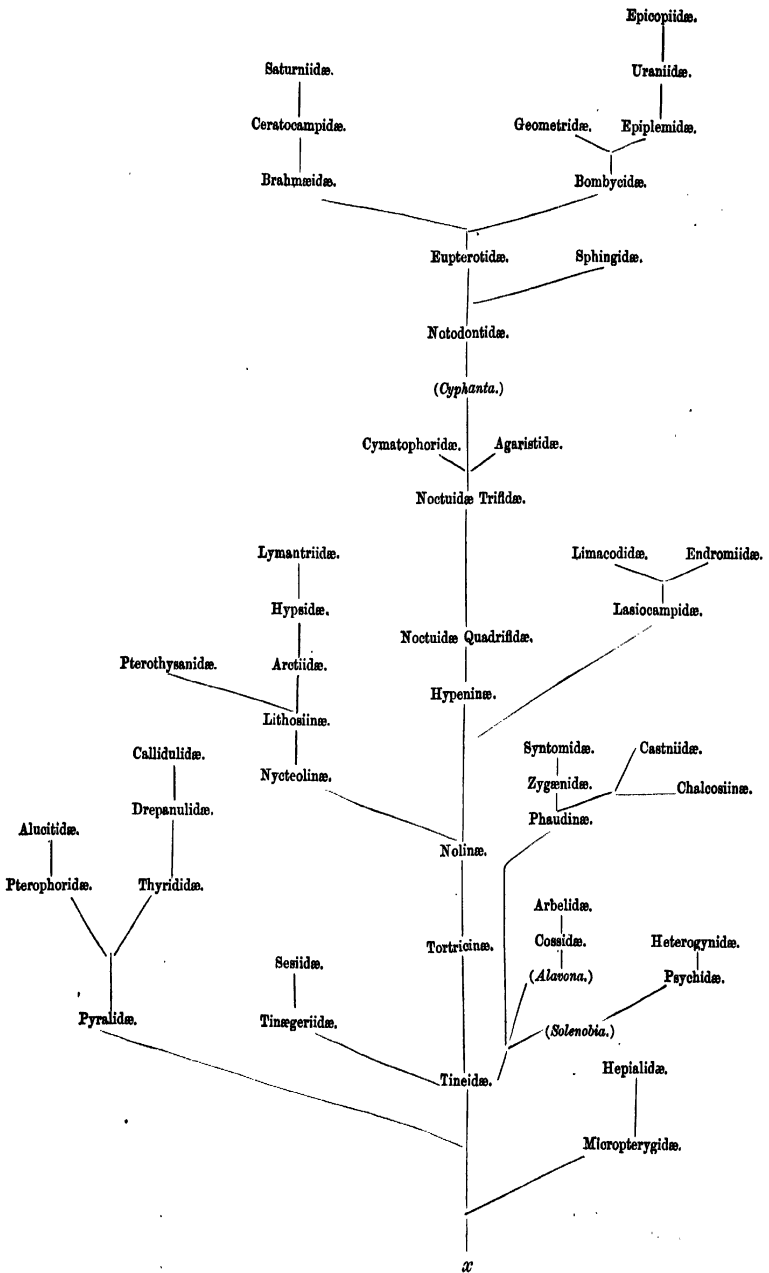 Epicopiidæ.
Saturniidæ. Uraniidæ.
Ceratocampidæ. Geometridæ. Epiplemidæ.
Brahmæidæ. Bombycidæ.
Eupterotidæ. Sphingidæ.
Notodontidæ.
(Cyphanta.)
Cymatophoridæ. Agaristidæ.
Noctuidæ Trifidæ.
Lymantriidæ. Limacodidæ. Endromiidæ.
Hypsidæ. Lasiocampidæ.
Noctuidæ Quadrifidæ.
Pterothysanidæ. Arctiidæ.
Hypeninæ.
Lithosiinæ.
Callidulidæ. Syntomidæ. Castniidæ.
Nycteolinæ. Zygænidæ. Chalcosiinæ.
Drepanulidæ. Phaudinæ.
Alucitidæ. Nolinæ.
Pterophoridæ. Thyrididæ.
Arbelidæ.
Tortricinæ. Cossidæ. Heterogynidæ.
Sesiidæ. (Alavona.) Psychidæ.
Pyralidæ. Tinægeriidæ. (Solenobia.)
Tineidæ. Hepialidæ.
Micropterygidæ.
x